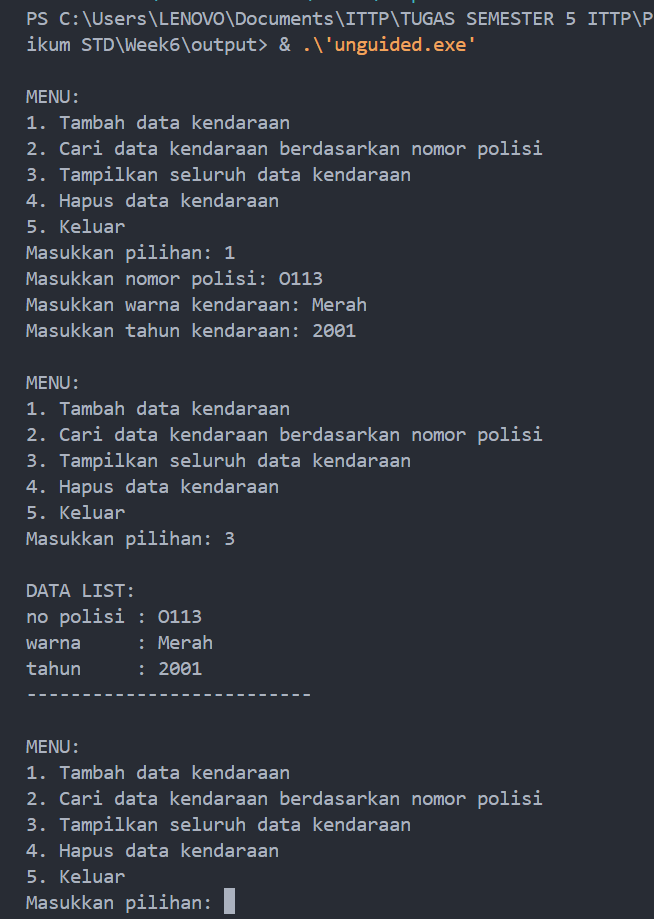 PS C:\Users\LENOVO\Documents\ITTP\TUGAS SEMESTER 5 ITTP\P
ikum STD\Week6\output> & .\'unguided.exe'
MENU:
1. Tambah data kendaraan
2. Cari data kendaraan berdasarkan nomor polisi
3. Tampilkan seluruh data kendaraan
4. Hapus data kendaraan
5. Keluar
Masukkan pilihan: 1
Masukkan nomor polisi: O113
Masukkan warna kendaraan: Merah
Masukkan tahun kendaraan: 2001
MENU:
1. Tambah data kendaraan
2. Cari data kendaraan berdasarkan nomor polisi
3. Tampilkan seluruh data kendaraan
4. Hapus data kendaraan
5. Keluar
Masukkan pilihan: 3
DATA LIST:
no polisi : O113
warna     : Merah
tahun     : 2001
--------------------------
MENU:
1. Tambah data kendaraan
2. Cari data kendaraan berdasarkan nomor polisi
3. Tampilkan seluruh data kendaraan
4. Hapus data kendaraan
5. Keluar
Masukkan pilihan: